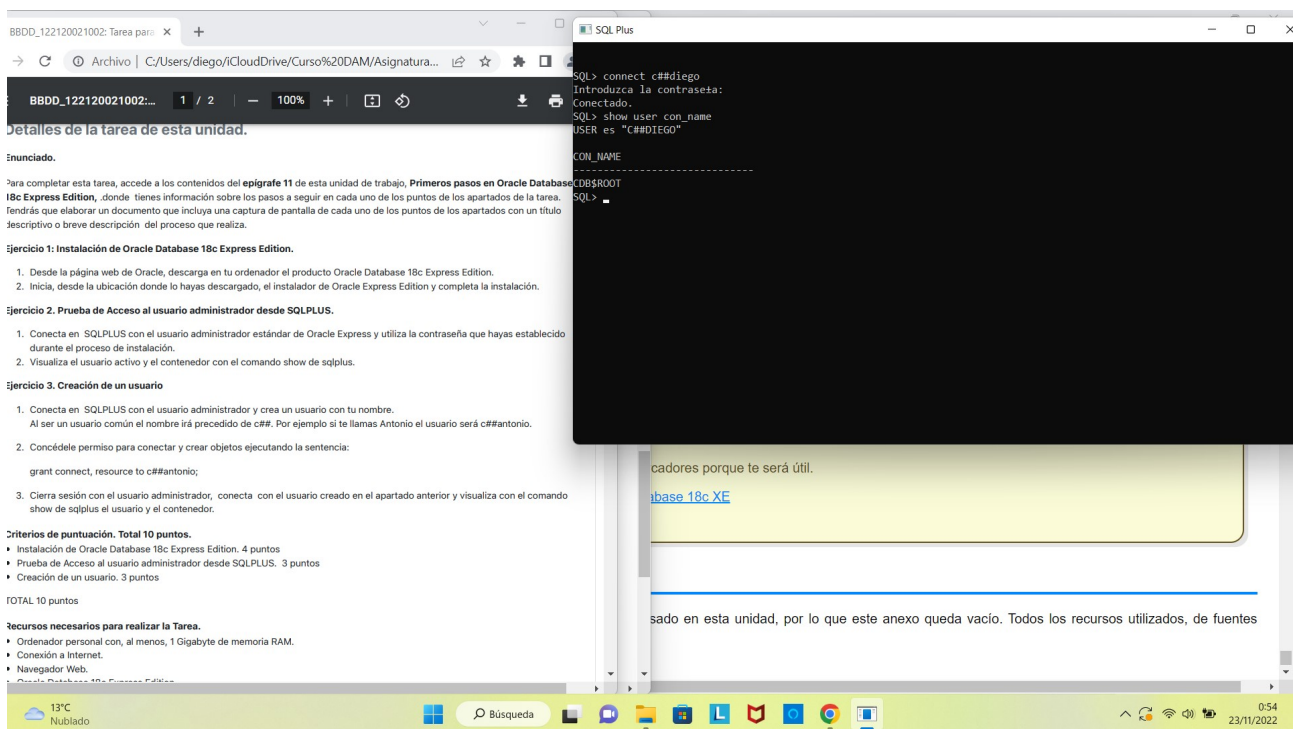 BBDD_122120021002: Tarea para
Archivo | C:/Users/diego/iCloudDrive/Curso%20DAM/Asignatura...
BBDD_122120021002:... 1 / 2 100%
Detalles de la tarea de esta unidad.
Enunciado.
Para completar esta tarea, accede a los contenidos del epígrafe 11 de esta unidad de trabajo, Primeros pasos en Oracle Database
18c Express Edition, .donde tienes información sobre los pasos a seguir en cada uno de los puntos de los apartados de la tarea.
Tendrás que elaborar un documento que incluya una captura de pantalla de cada uno de los puntos de los apartados con un título
descriptivo o breve descripción del proceso que realiza.
Ejercicio 1: Instalación de Oracle Database 18c Express Edition.
1. Desde la página web de Oracle, descarga en tu ordenador el producto Oracle Database 18c Express Edition.
2. Inicia, desde la ubicación donde lo hayas descargado, el instalador de Oracle Express Edition y completa la instalación.
Ejercicio 2. Prueba de Acceso al usuario administrador desde SQLPLUS.
1. Conecta en SQLPLUS con el usuario administrador estándar de Oracle Express y utiliza la contraseña que hayas establecido
durante el proceso de instalación.
2. Visualiza el usuario activo y el contenedor con el comando show de sqlplus.
Ejercicio 3. Creación de un usuario
1. Conecta en SQLPLUS con el usuario administrador y crea un usuario con tu nombre.
Al ser un usuario común el nombre irá precedido de c##. Por ejemplo si te llamas Antonio el usuario será c##antonio.
2. Concédele permiso para conectar y crear objetos ejecutando la sentencia:
grant connect, resource to c##antonio;
3. Cierra sesión con el usuario administrador, conecta con el usuario creado en el apartado anterior y visualiza con el comando
show de sqlplus el usuario y el contenedor.
Criterios de puntuación. Total 10 puntos.
• Instalación de Oracle Database 18c Express Edition. 4 puntos
• Prueba de Acceso al usuario administrador desde SQLPLUS. 3 puntos
• Creación de un usuario. 3 puntos
TOTAL 10 puntos
Recursos necesarios para realizar la Tarea.
• Ordenador personal con, al menos, 1 Gigabyte de memoria RAM.
• Conexión a Internet.
• Navegador Web.
SQL Plus
SQL> connect c##diego
Introduzca la contrase±a:
Conectado.
SQL> show user con_name
USER es "C##DIEGO"
CON_NAME
------------------------------
CDB$ROOT
SQL>
cadores porque te será útil.
abase 18c XE
sado en esta unidad, por lo que este anexo queda vacío. Todos los recursos utilizados, de fuentes
13°C
Nublado
Búsqueda
0:54
23/11/2022